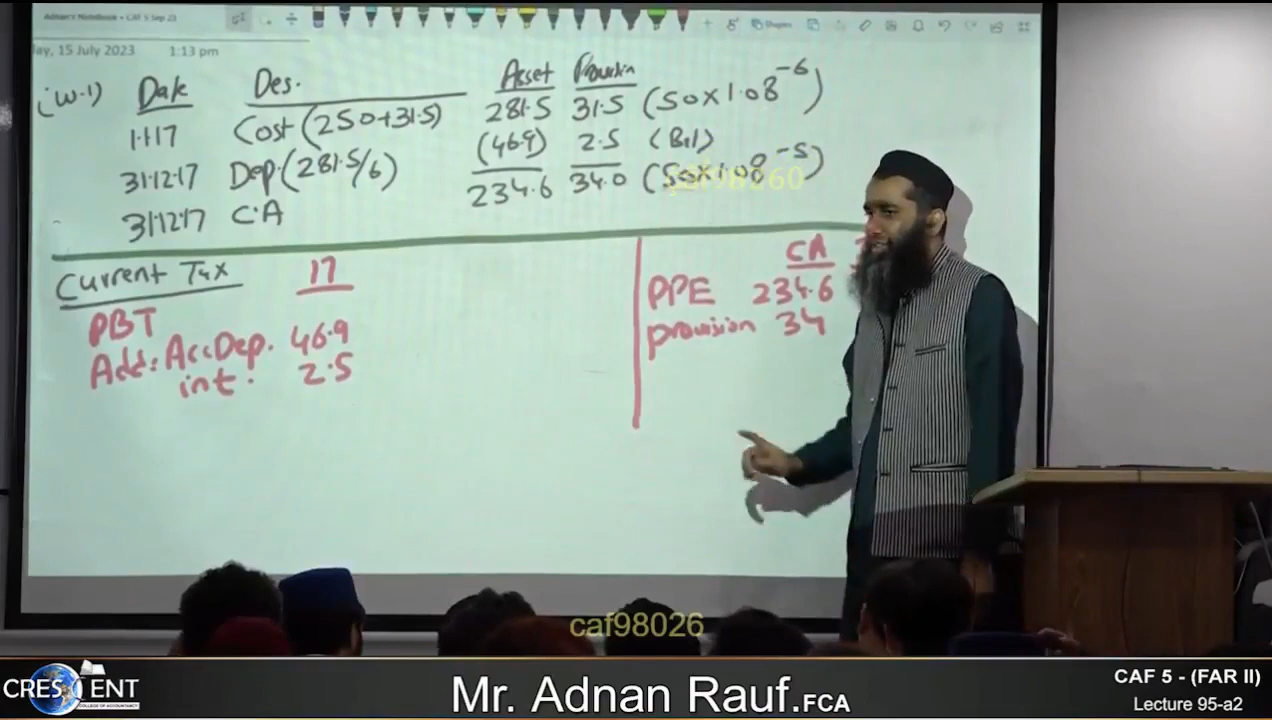 Adnan's Notebook • CAF 5 Sep 23
Shapes
ay, 15 July 2023 1:13 pm
(W-1) Date Des. Asset Provision
1·1·17 Cost (250+31.5) 281.5 31.5 (50×1.08^-6)
31·12·17 Dep. (281.5/6) (46.9) 2.5 (Bal)
31·12·17 C.A 234.6 34.0 (50×1.08^-5)
caf98260
Current Tax 17
PBT
Add: Acc Dep. 46.9
int. 2.5
CA
PPE 234.6
provision 34
caf98026
CRESCENT
COLLEGE OF ACCOUNTANCY
Mr. Adnan Rauf.FCA
CAF 5 - (FAR II)
Lecture 95-a2